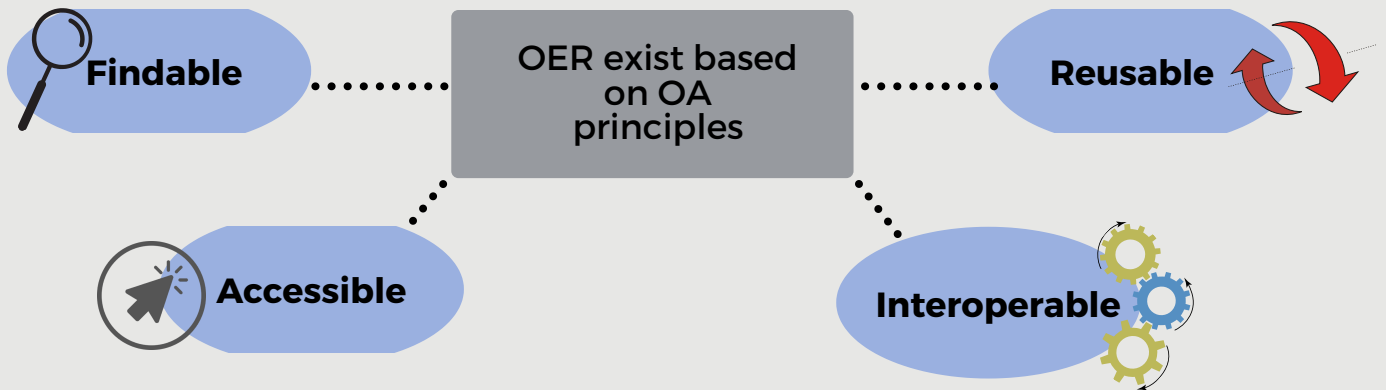 Findable
OER exist based
on OA
principles
Reusable
Accessible
Interoperable